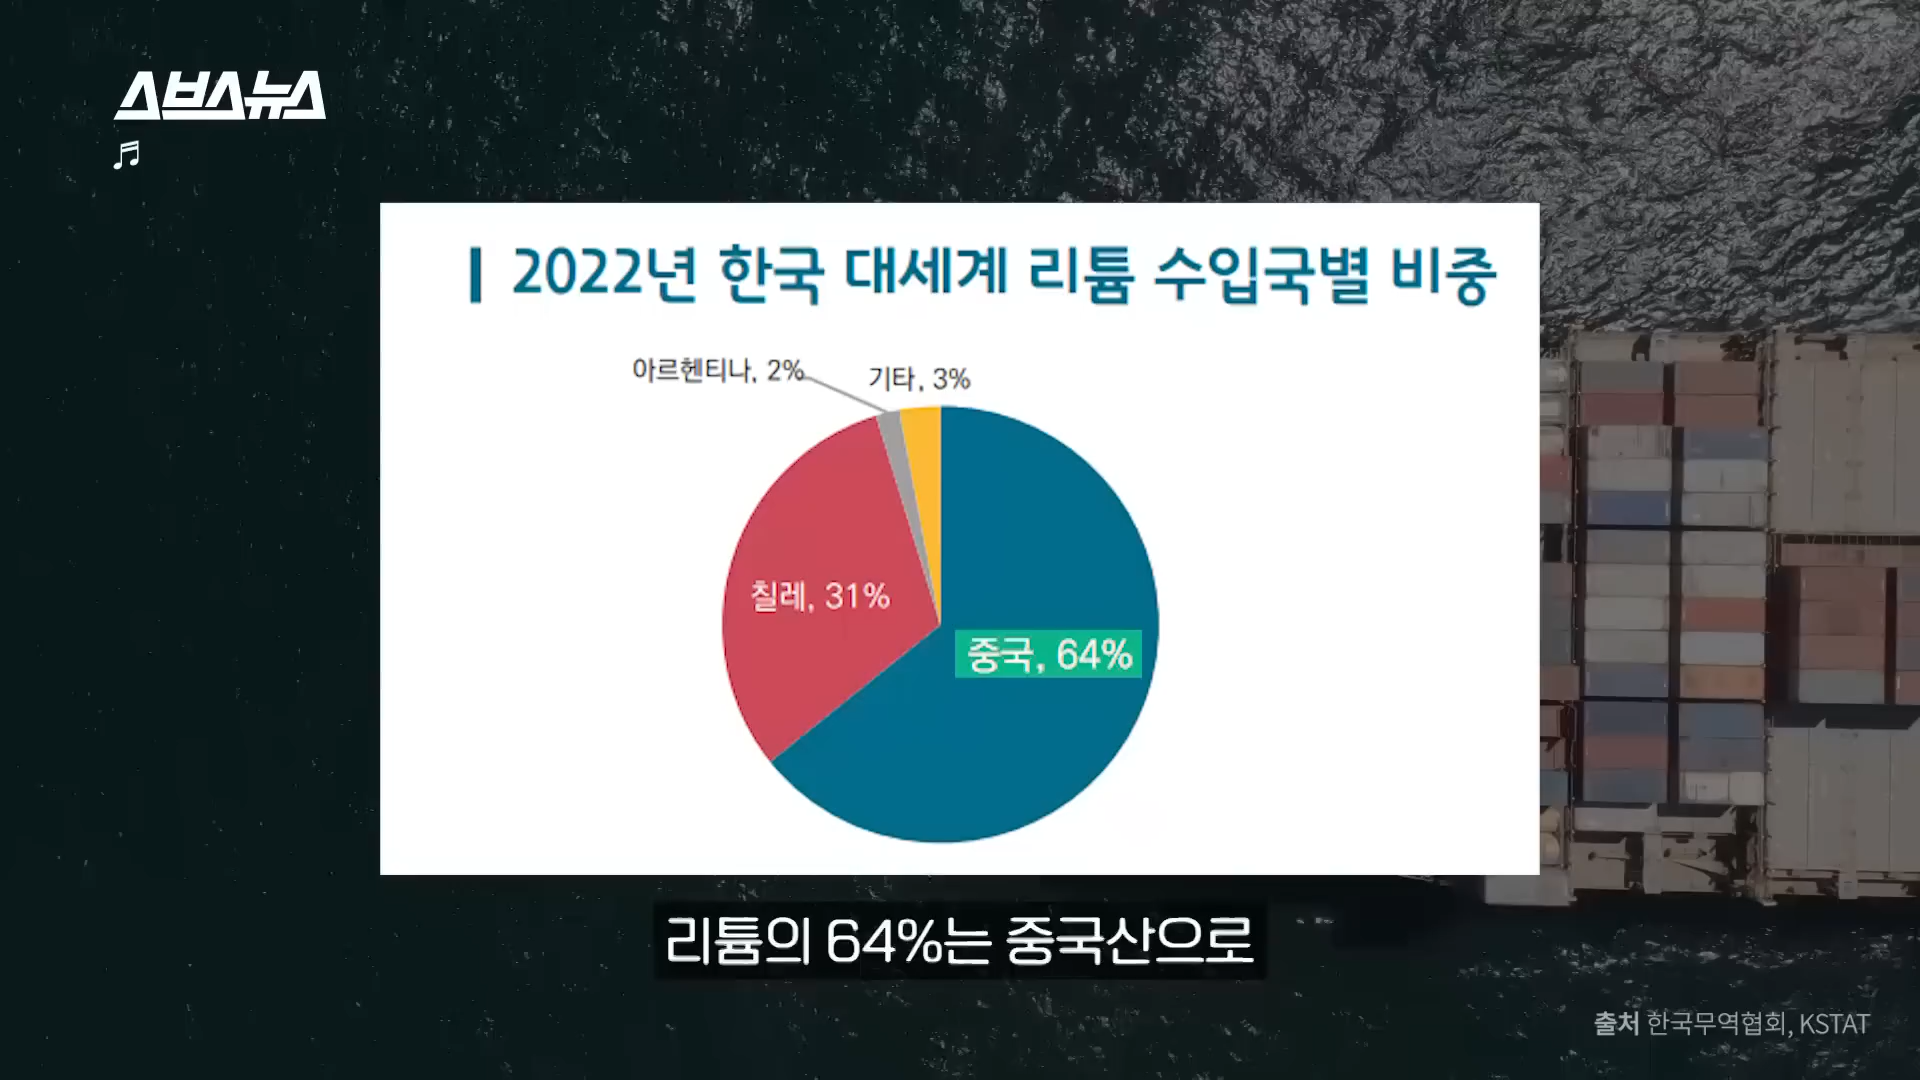 스브스뉴스
2022년 한국 대세계 리튬 수입국별 비중
아르헨티나, 2%
기타, 3%
칠레, 31%
중국, 64%
리튬의 64%는 중국산으로
출처 한국무역협회, KSTAT